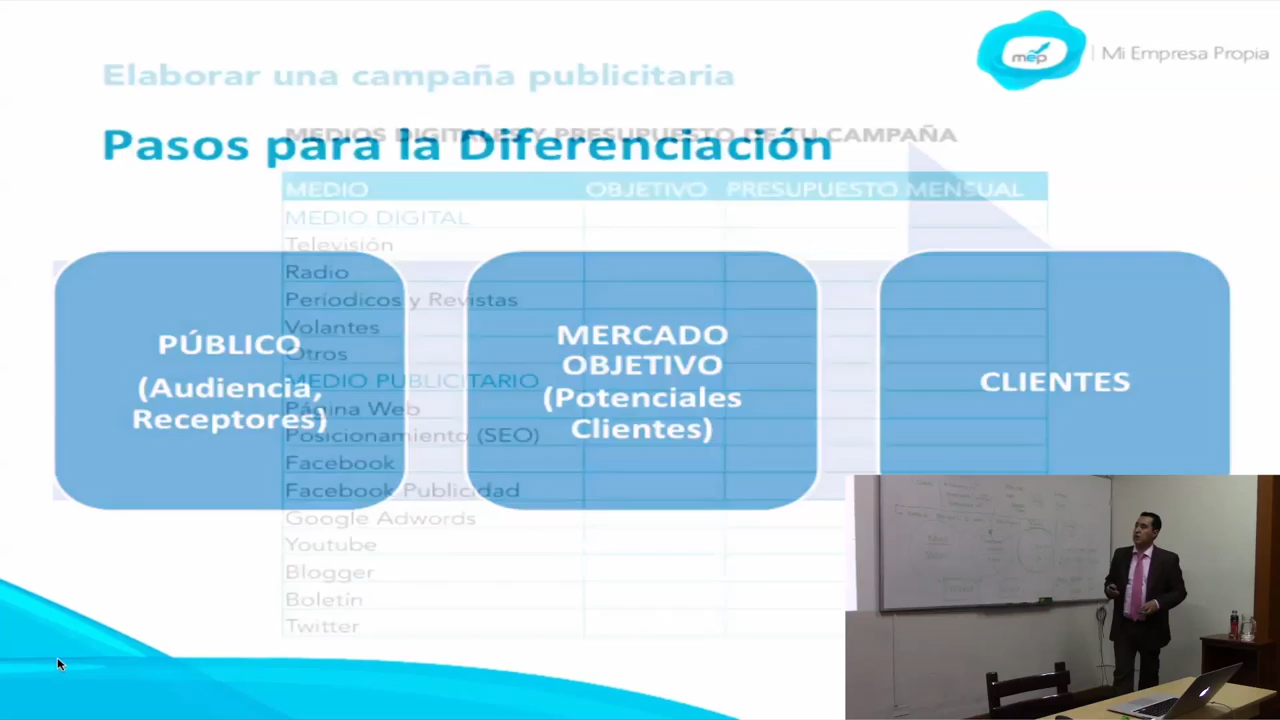 mep
Mi Empresa Propia
Elaborar una campaña publicitaria
Pasos para la Diferenciación
MEDIOS DIGITALES Y PRESUPUESTO DE TU CAMPAÑA
MEDIO OBJETIVO PRESUPUESTO MENSUAL
MEDIO DIGITAL
Televisión
Radio
Periódicos y Revistas
Volantes
Otros
MEDIO PUBLICITARIO
Página Web
Posicionamiento (SEO)
Facebook
Facebook Publicidad
Google Adwords
Youtube
Blogger
Boletín
Twitter
PÚBLICO
(Audiencia,
Receptores)
MERCADO
OBJETIVO
(Potenciales
Clientes)
CLIENTES